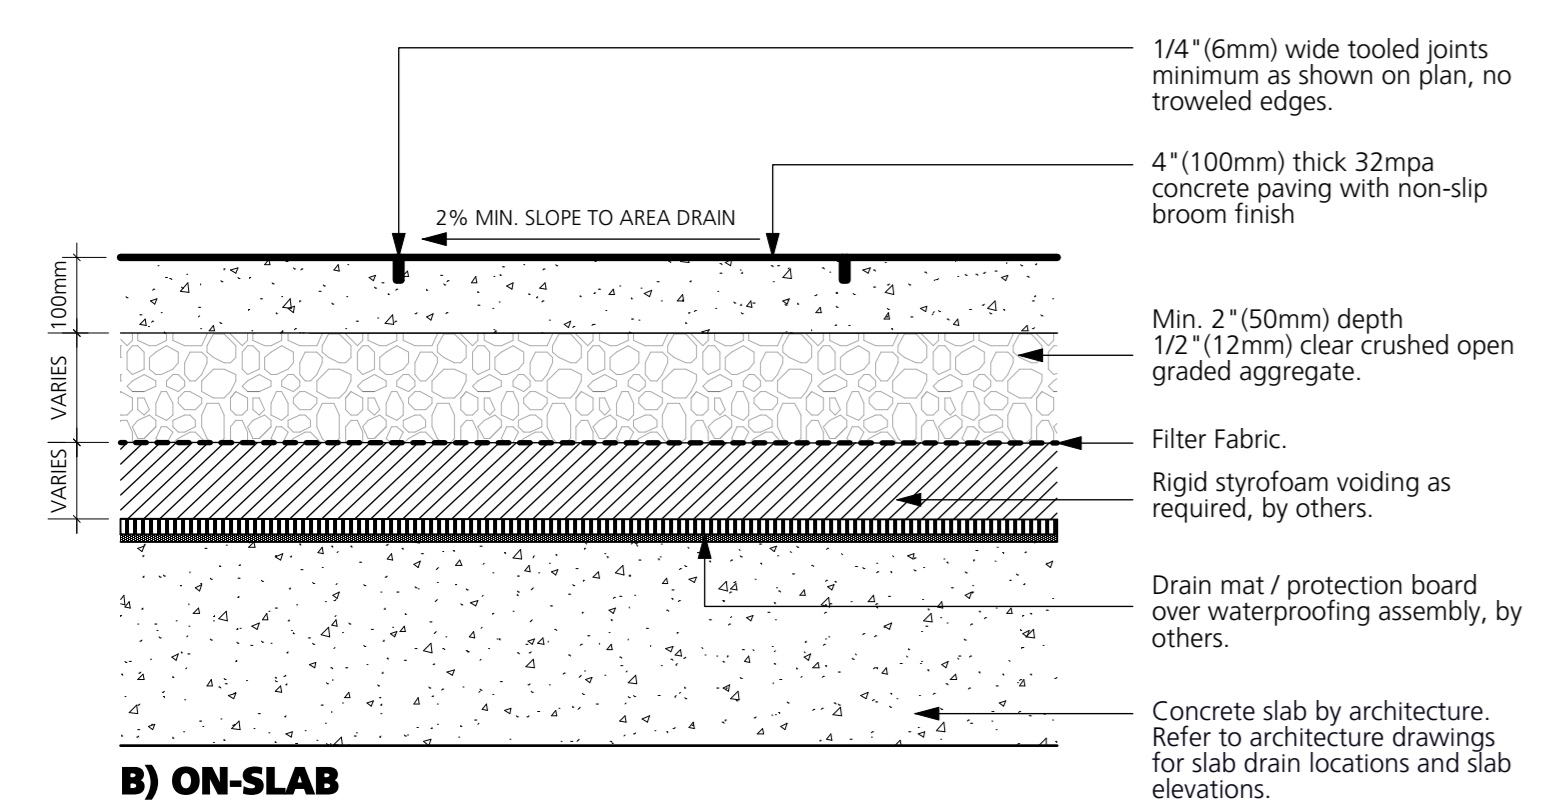 1/4"(6mm) wide tooled joints
minimum as shown on plan, no
troweled edges.
4"(100mm) thick 32mpa
concrete paving with non-slip
broom finish
2% MIN. SLOPE TO AREA DRAIN
100mm
VARIES
VARIES
Min. 2"(50mm) depth
1/2"(12mm) clear crushed open
graded aggregate.
Filter Fabric.
Rigid styrofoam voiding as
required, by others.
Drain mat / protection board
over waterproofing assembly, by
others.
Concrete slab by architecture.
Refer to architecture drawings
for slab drain locations and slab
elevations.
B) ON-SLAB